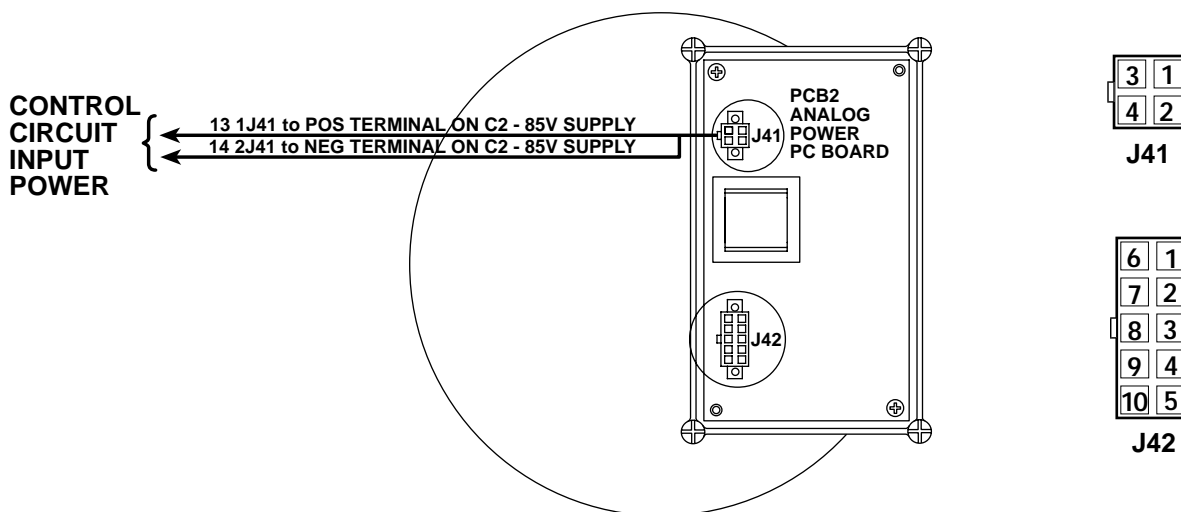 CONTROL
CIRCUIT
INPUT
POWER
13 1J41 to POS TERMINAL ON C2 - 85V SUPPLY
14 2J41 to NEG TERMINAL ON C2 - 85V SUPPLY
PCB2
ANALOG
POWER
PC BOARD
J41
J42
3 1
4 2
J41
6 1
7 2
8 3
9 4
10 5
J42